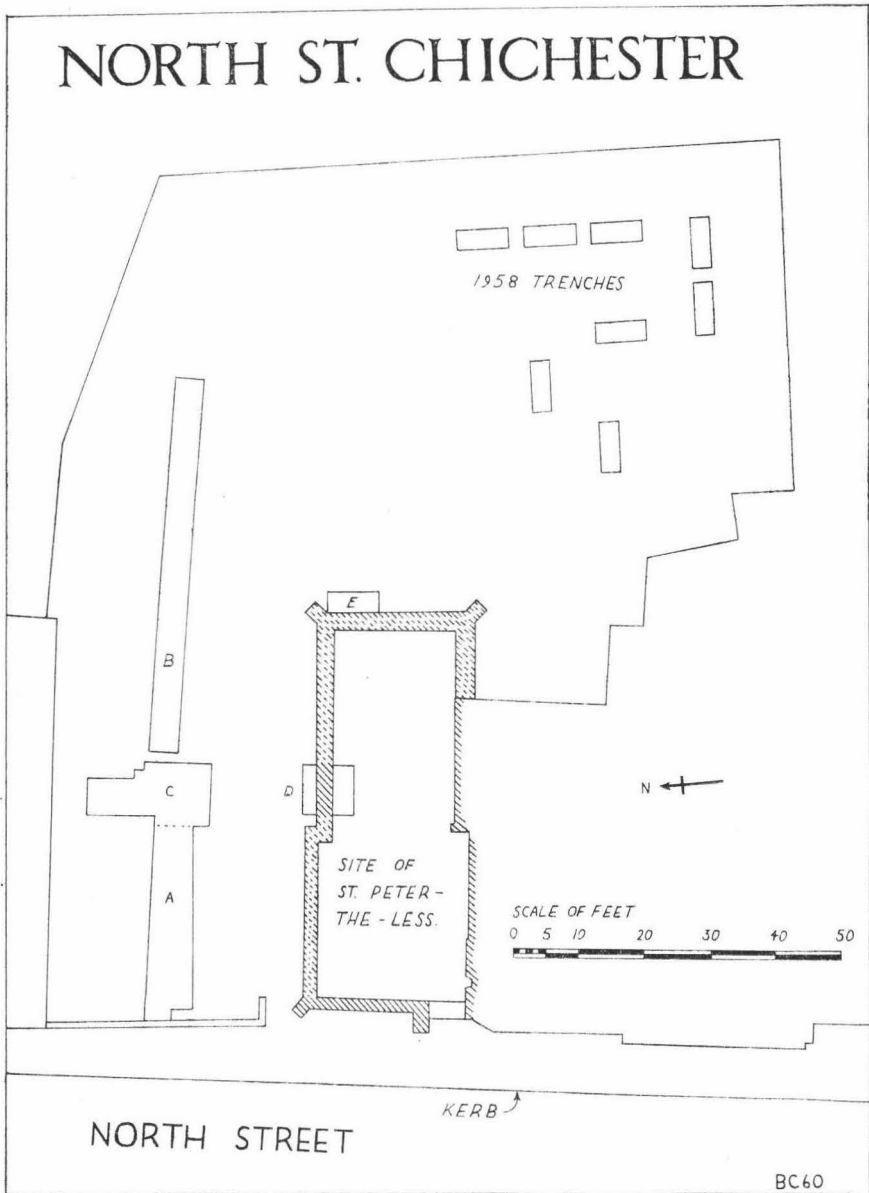 NORTH ST. CHICHESTER
1958 TRENCHES
E
B
C
D
N
A
SITE OF
ST. PETER-
THE-LESS.
SCALE OF FEET
0 5 10 20 30 40 50
KERB
NORTH STREET
BC60